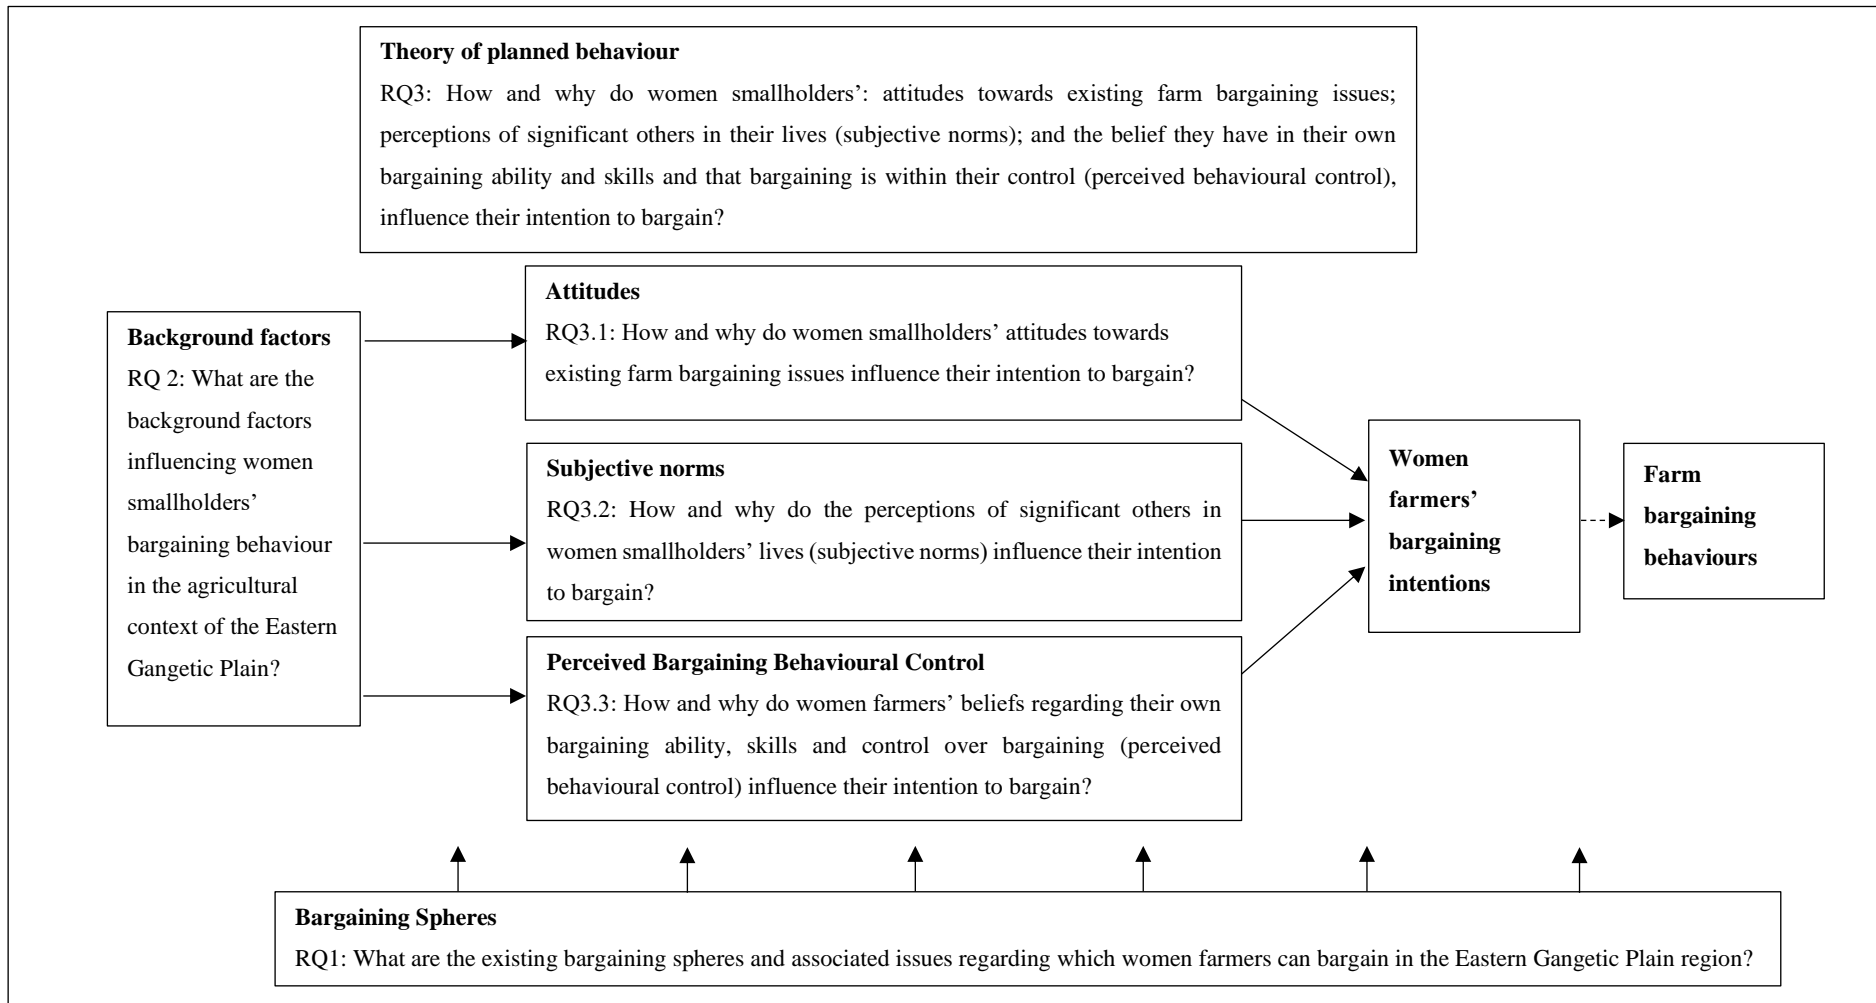 Theory of planned behaviour
RQ3: How and why do women smallholders’: attitudes towards existing farm bargaining issues;
perceptions of significant others in their lives (subjective norms); and the belief they have in their own
bargaining ability and skills and that bargaining is within their control (perceived behavioural control),
influence their intention to bargain?
Background factors
RQ 2: What are the
background factors
influencing women
smallholders’
bargaining behaviour
in the agricultural
context of the Eastern
Gangetic Plain?
Attitudes
RQ3.1: How and why do women smallholders’ attitudes towards
existing farm bargaining issues influence their intention to bargain?
Subjective norms
RQ3.2: How and why do the perceptions of significant others in
women smallholders’ lives (subjective norms) influence their intention
to bargain?
Perceived Bargaining Behavioural Control
RQ3.3: How and why do women farmers’ beliefs regarding their own
bargaining ability, skills and control over bargaining (perceived
behavioural control) influence their intention to bargain?
Women
farmers’
bargaining
intentions
Farm
bargaining
behaviours
Bargaining Spheres
RQ1: What are the existing bargaining spheres and associated issues regarding which women farmers can bargain in the Eastern Gangetic Plain region?